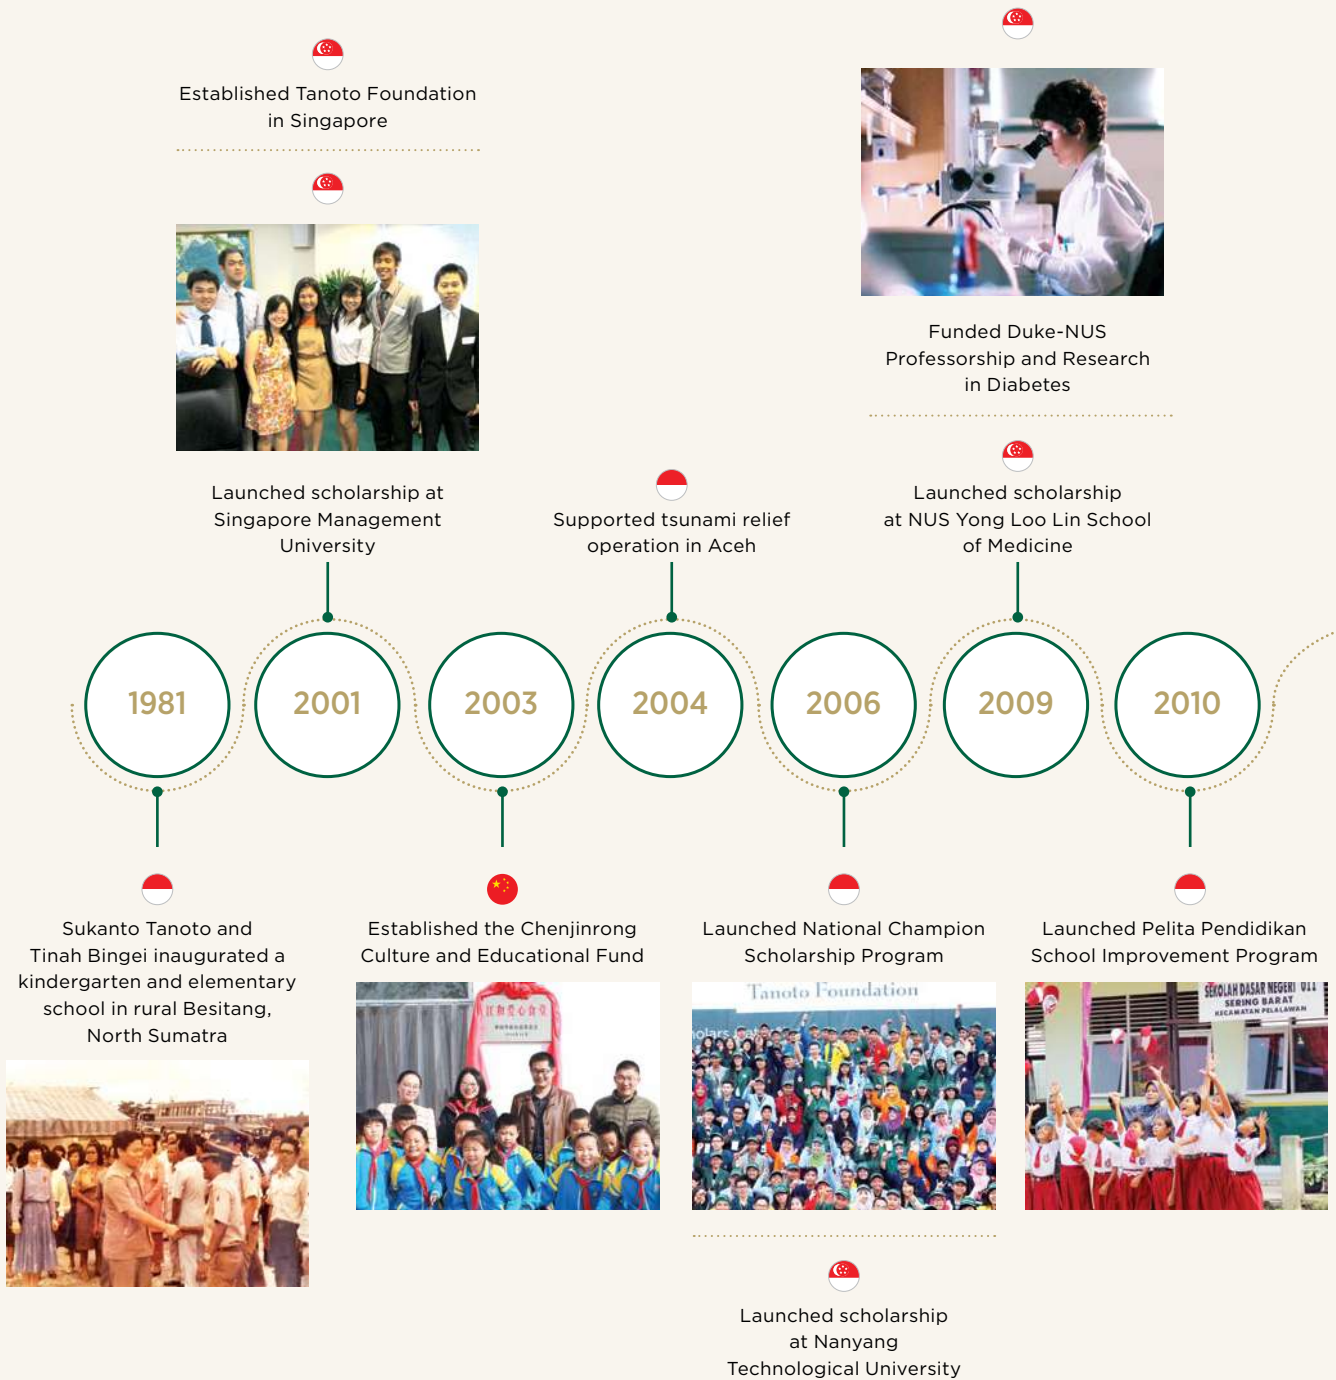 Established Tanoto Foundation
in Singapore
Launched scholarship at
Singapore Management
University
Supported tsunami relief
operation in Aceh
Funded Duke-NUS
Professorship and Research
in Diabetes
Launched scholarship
at NUS Yong Loo Lin School
of Medicine
1981
2001
2003
2004
2006
2009
2010
Sukanto Tanoto and
Tinah Bingei inaugurated a
kindergarten and elementary
school in rural Besitang,
North Sumatra
Established the Chenjinrong
Culture and Educational Fund
Launched National Champion
Scholarship Program
Tanoto Foundation
Launched scholarship
at Nanyang
Technological University
Launched Pelita Pendidikan
School Improvement Program
SEKOLAH DASAR NEGERI 011
SERING BARAT
KECAMATAN PELALAWAN